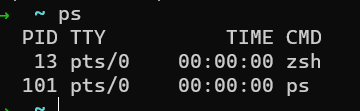 → ~ ps
PID TTY TIME CMD
13 pts/0 00:00:00 zsh
101 pts/0 00:00:00 ps
→ ~